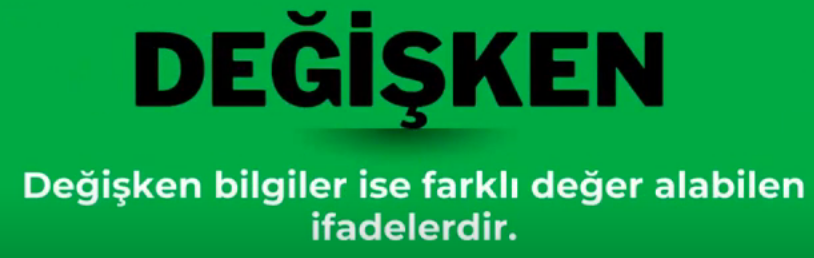 DEĞİŞKEN
Değişken bilgiler ise farklı değer alabilen
ifadelerdir.